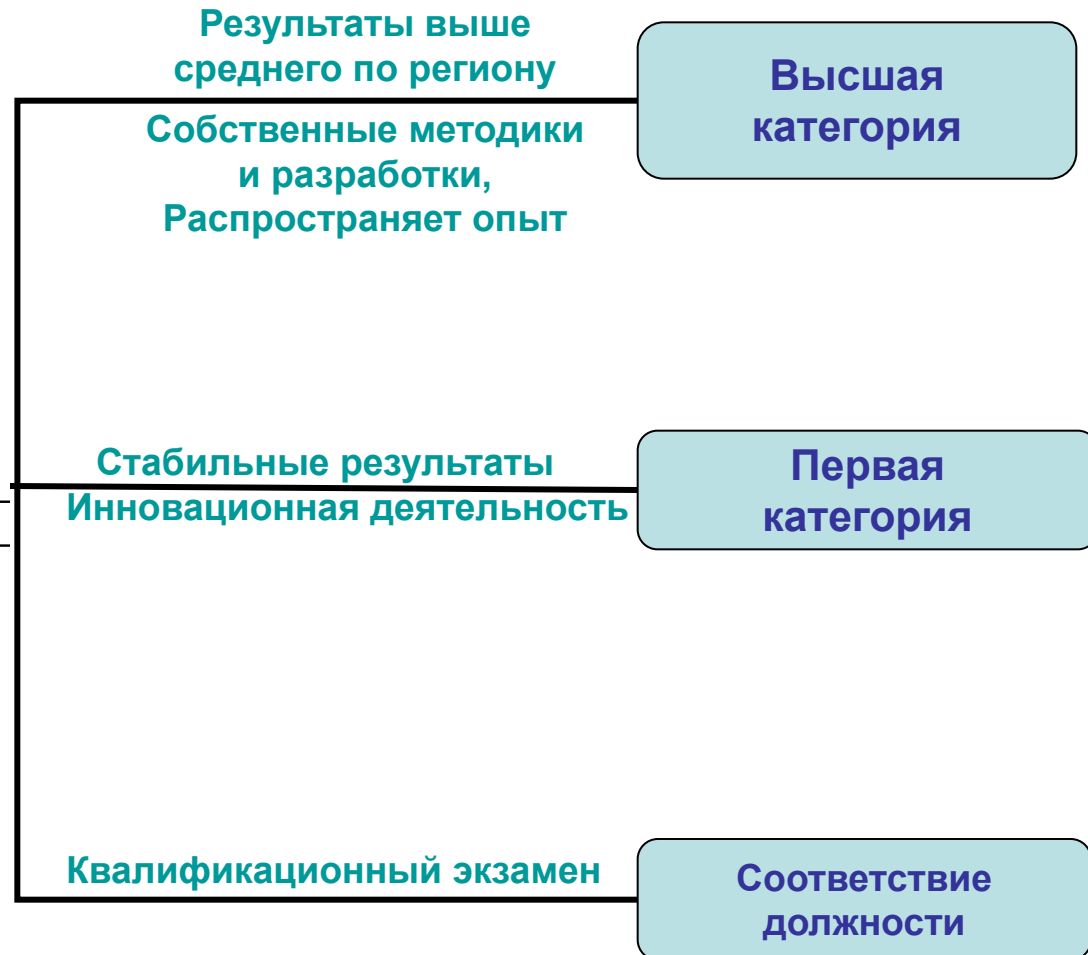 Результаты выше
среднего по региону
Высшая
категория
Собственные методики
и разработки,
Распространяет опыт
Стабильные результаты
Инновационная деятельность
Первая
категория
Квалификационный экзамен
Соответствие
должности